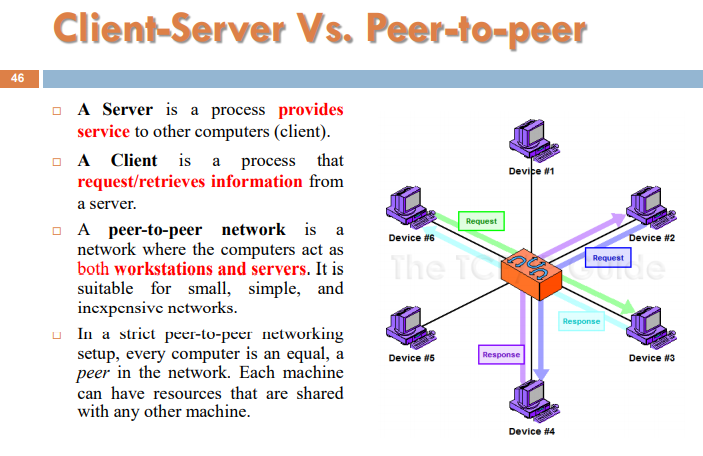 Client-Server Vs. Peer-to-peer
46
□ A Server is a process provides
service to other computers (client).
□ A Client is a process that
request/retrieves information from
a server.
□ A peer-to-peer network is a
network where the computers act as
both workstations and servers. It is
suitable for small, simple, and
inexpensive networks.
□ In a strict peer-to-peer networking
setup, every computer is an equal, a
peer in the network. Each machine
can have resources that are shared
with any other machine.
Device #1
Request
Device #6
Device #2
Request
The TC
ide
Response
Device #5
Response
Device #3
Device #4